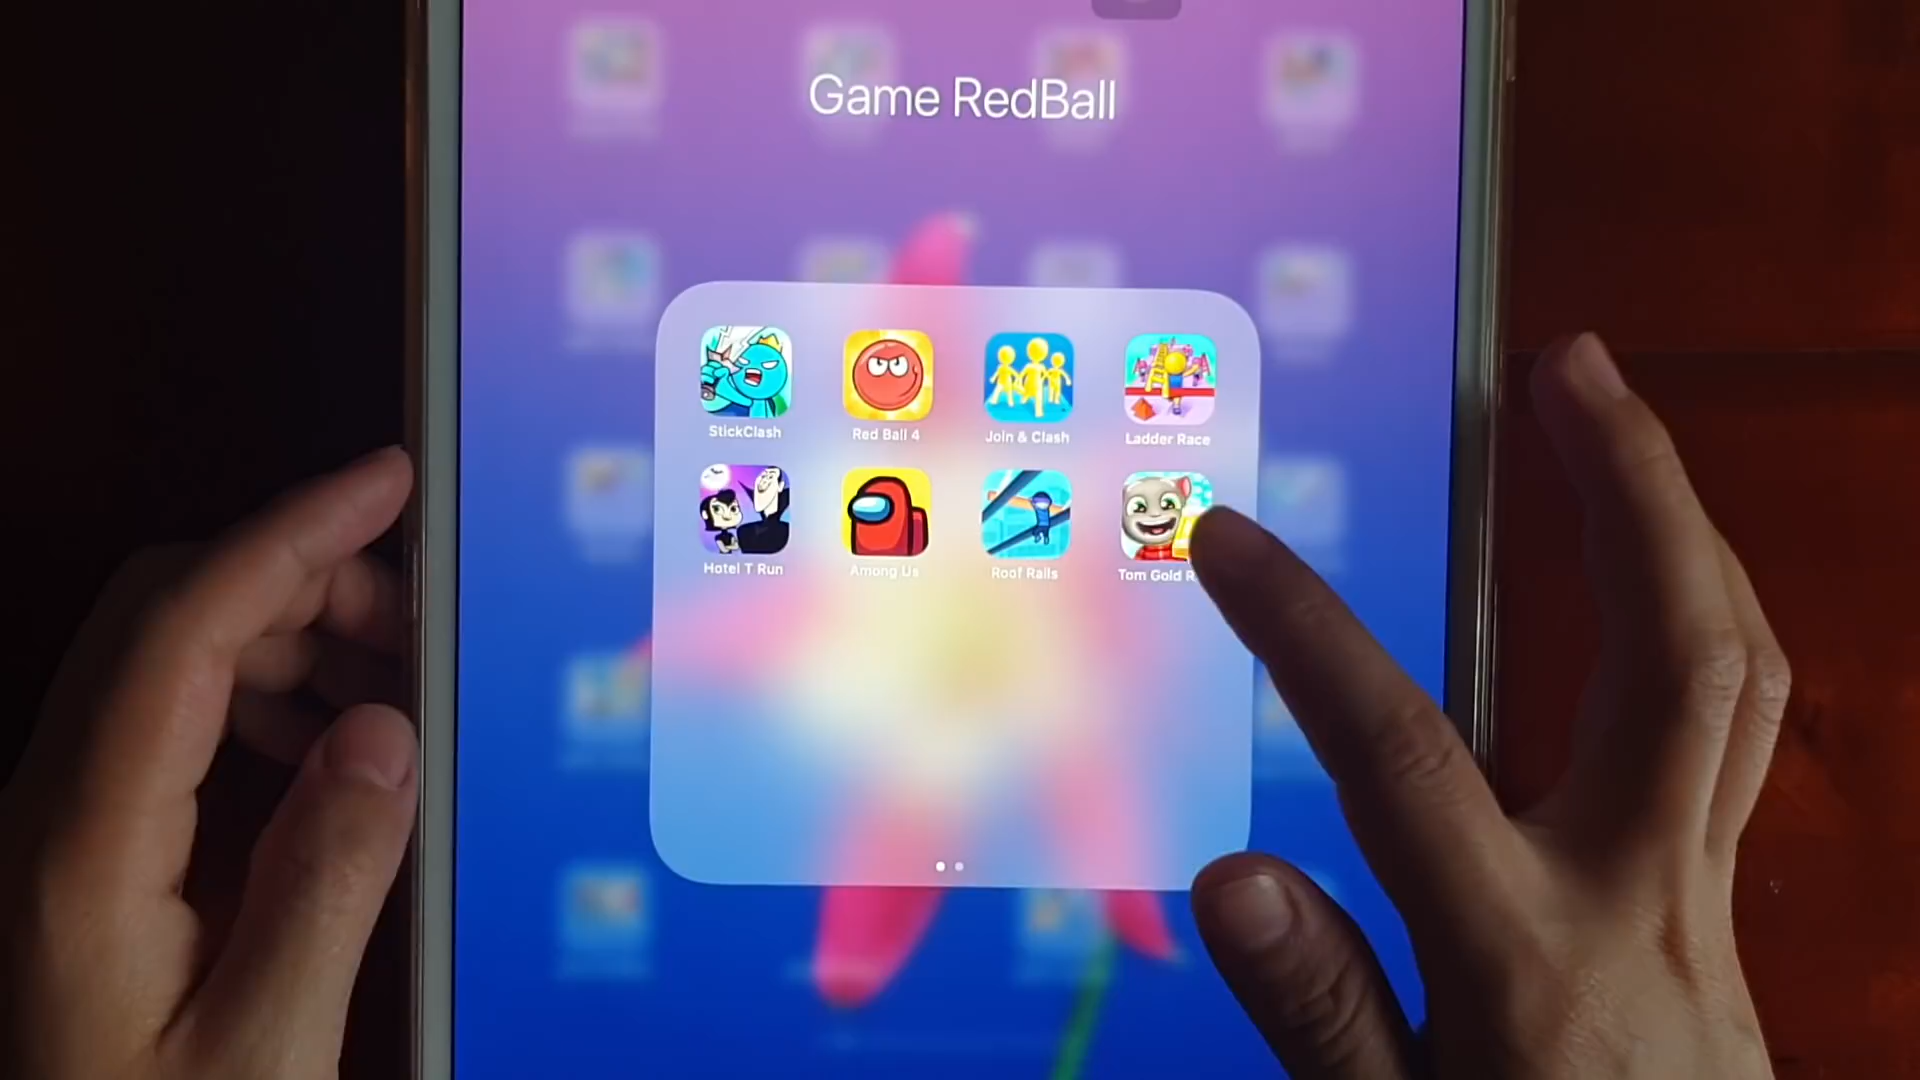 Game RedBall
StickClash
Red Ball 4
Join & Clash
Ladder Race
Hotel T Run
Among Us
Roof Rails
Tom Gold R